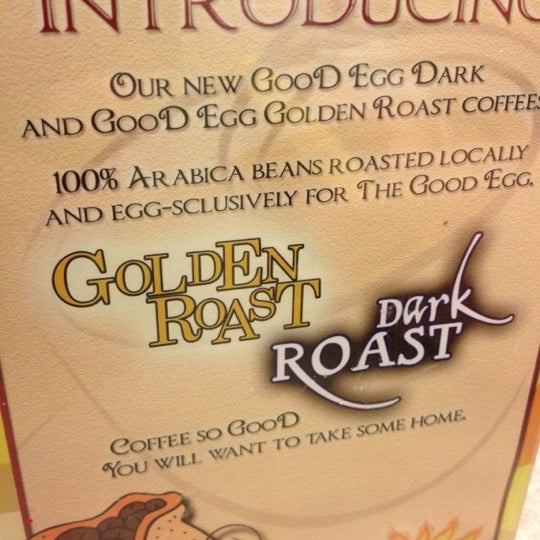 INTRODUCING
OUR NEW GOOD EGG DARK
AND GOOD EGG GOLDEN ROAST COFFEES
100% ARABICA BEANS ROASTED LOCALLY
AND EGG-SCLUSIVELY FOR THE GOOD EGG.
GOLDEN
ROAST
Dark
ROAST
COFFEE SO GOOD
YOU WILL WANT TO TAKE SOME HOME.